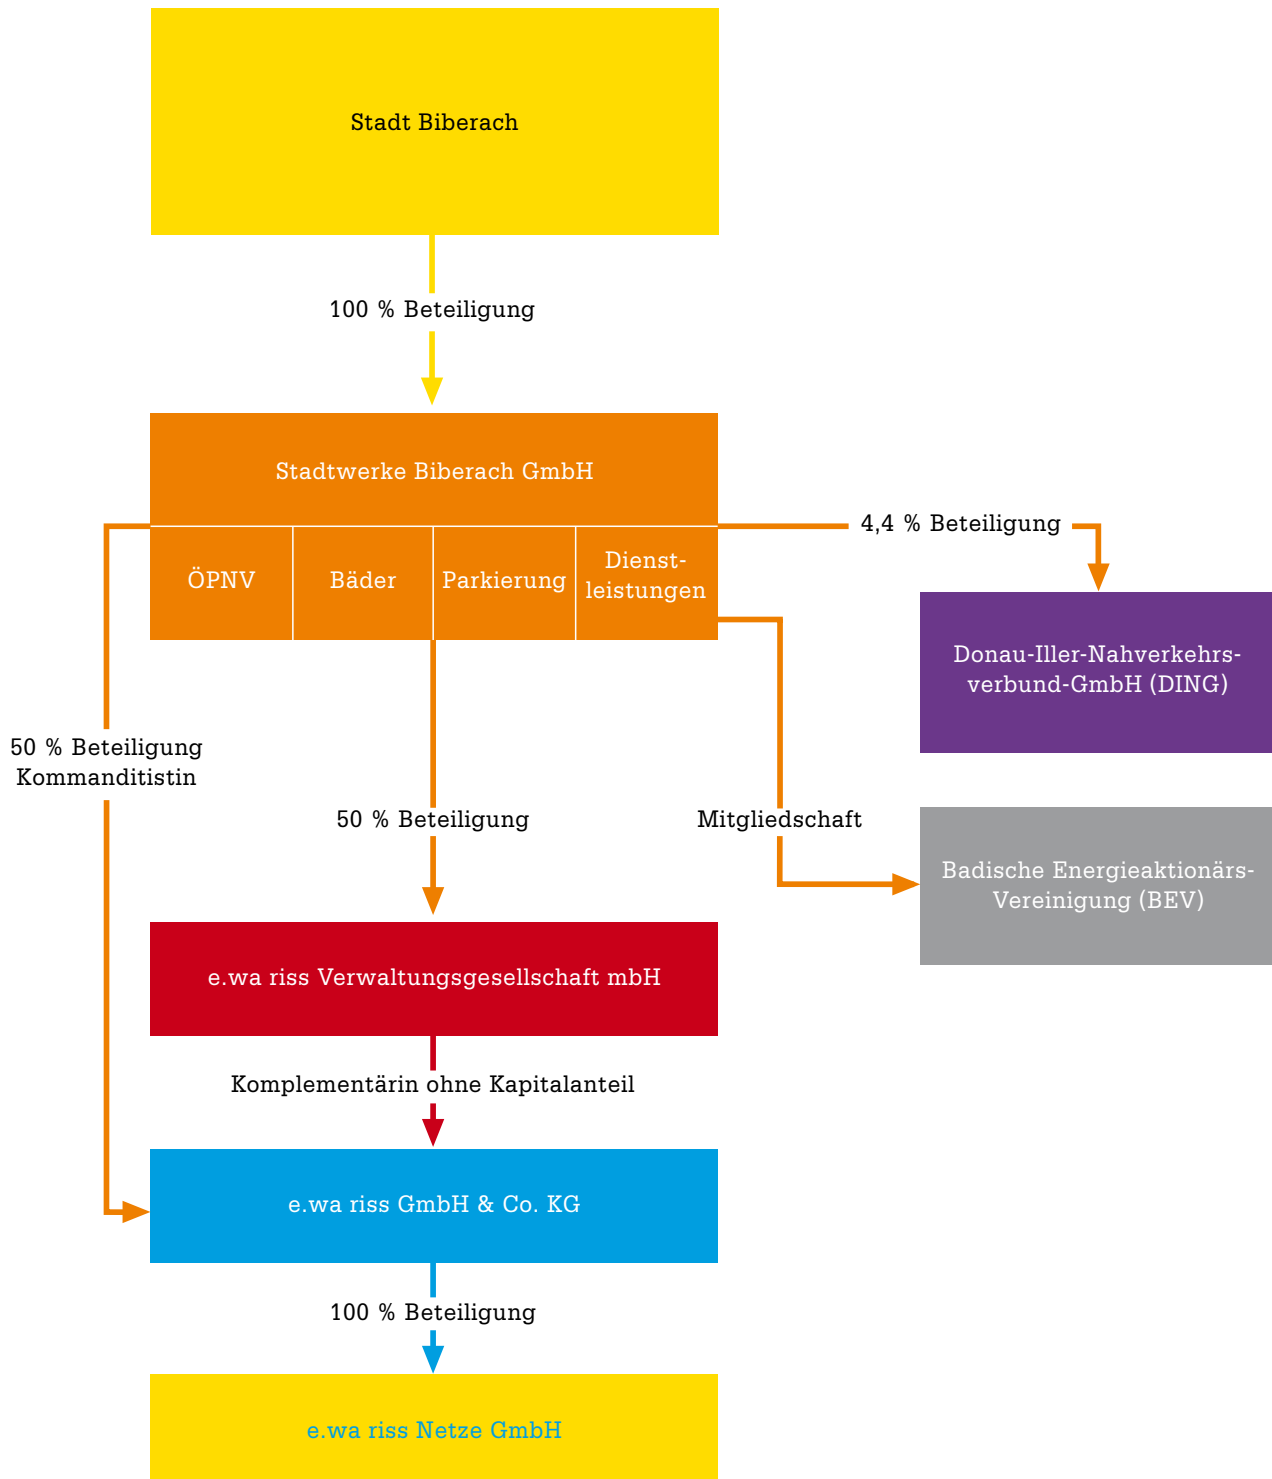 Stadt Biberach
100 % Beteiligung
Stadtwerke Biberach GmbH
ÖPNV
Bäder
Parkierung
Dienst-
leistungen
4,4 % Beteiligung
Donau-Iller-Nahverkehrs-
verbund-GmbH (DING)
50 % Beteiligung
Kommanditistin
50 % Beteiligung
Mitgliedschaft
Badische Energieaktionärs-
Vereinigung (BEV)
e.wa riss Verwaltungsgesellschaft mbH
Komplementärin ohne Kapitalanteil
e.wa riss GmbH & Co. KG
100 % Beteiligung
e.wa riss Netze GmbH